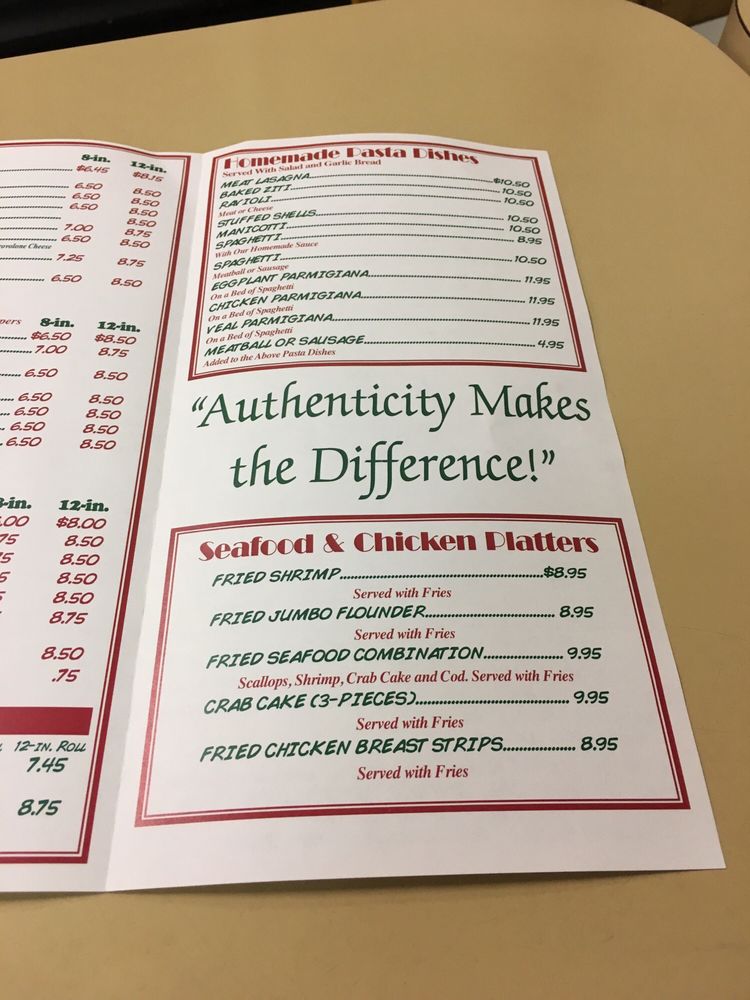 8-in. 12-in.
$6.45 $8.15
6.50 8.50
6.50 8.50
6.50 8.50
8.50
7.00 8.75
6.50 8.50
Provolone Cheese
7.25 8.75
6.50 8.50
8-in. 12-in.
$6.50 $8.50
7.00 8.75
6.50 8.50
6.50 8.50
6.50 8.50
6.50 8.50
12-in.
$8.00
8.50
8.50
8.50
8.50
8.75
8.50
.75
12-IN. ROLL
7.45
8.75
Homemade Pasta Dishes
Served With Salad and Garlic Bread
MEAT LASAGNA $10.50
BAKED ZITI 10.50
RAVIOLI 10.50
Meat or Cheese
STUFFED SHELLS 10.50
MANICOTTI 10.50
SPAGHETTI 8.95
With Our Homemade Sauce
SPAGHETTI 10.50
Meatball or Sausage
EGGPLANT PARMIGIANA 11.95
On a Bed of Spaghetti
CHICKEN PARMIGIANA 11.95
On a Bed of Spaghetti
VEAL PARMIGIANA 11.95
On a Bed of Spaghetti
MEATBALL OR SAUSAGE 4.95
Added to the Above Pasta Dishes
"Authenticity Makes
the Difference!"
Seafood & Chicken Platters
FRIED SHRIMP $8.95
Served with Fries
FRIED JUMBO FLOUNDER 8.95
Served with Fries
FRIED SEAFOOD COMBINATION 9.95
Scallops, Shrimp, Crab Cake and Cod. Served with Fries
CRAB CAKE (3-PIECES) 9.95
Served with Fries
FRIED CHICKEN BREAST STRIPS 8.95
Served with Fries